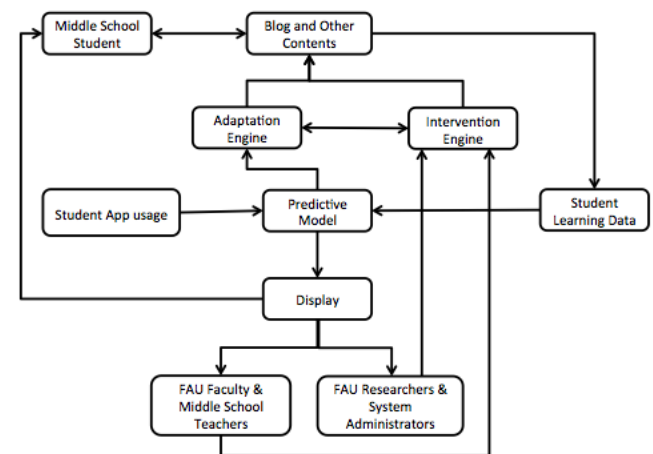 Middle School
Student
Blog and Other
Contents
Adaptation
Engine
Intervention
Engine
Student App usage
Predictive
Model
Student
Learning Data
Display
FAU Faculty &
Middle School
Teachers
FAU Researchers &
System
Administrators